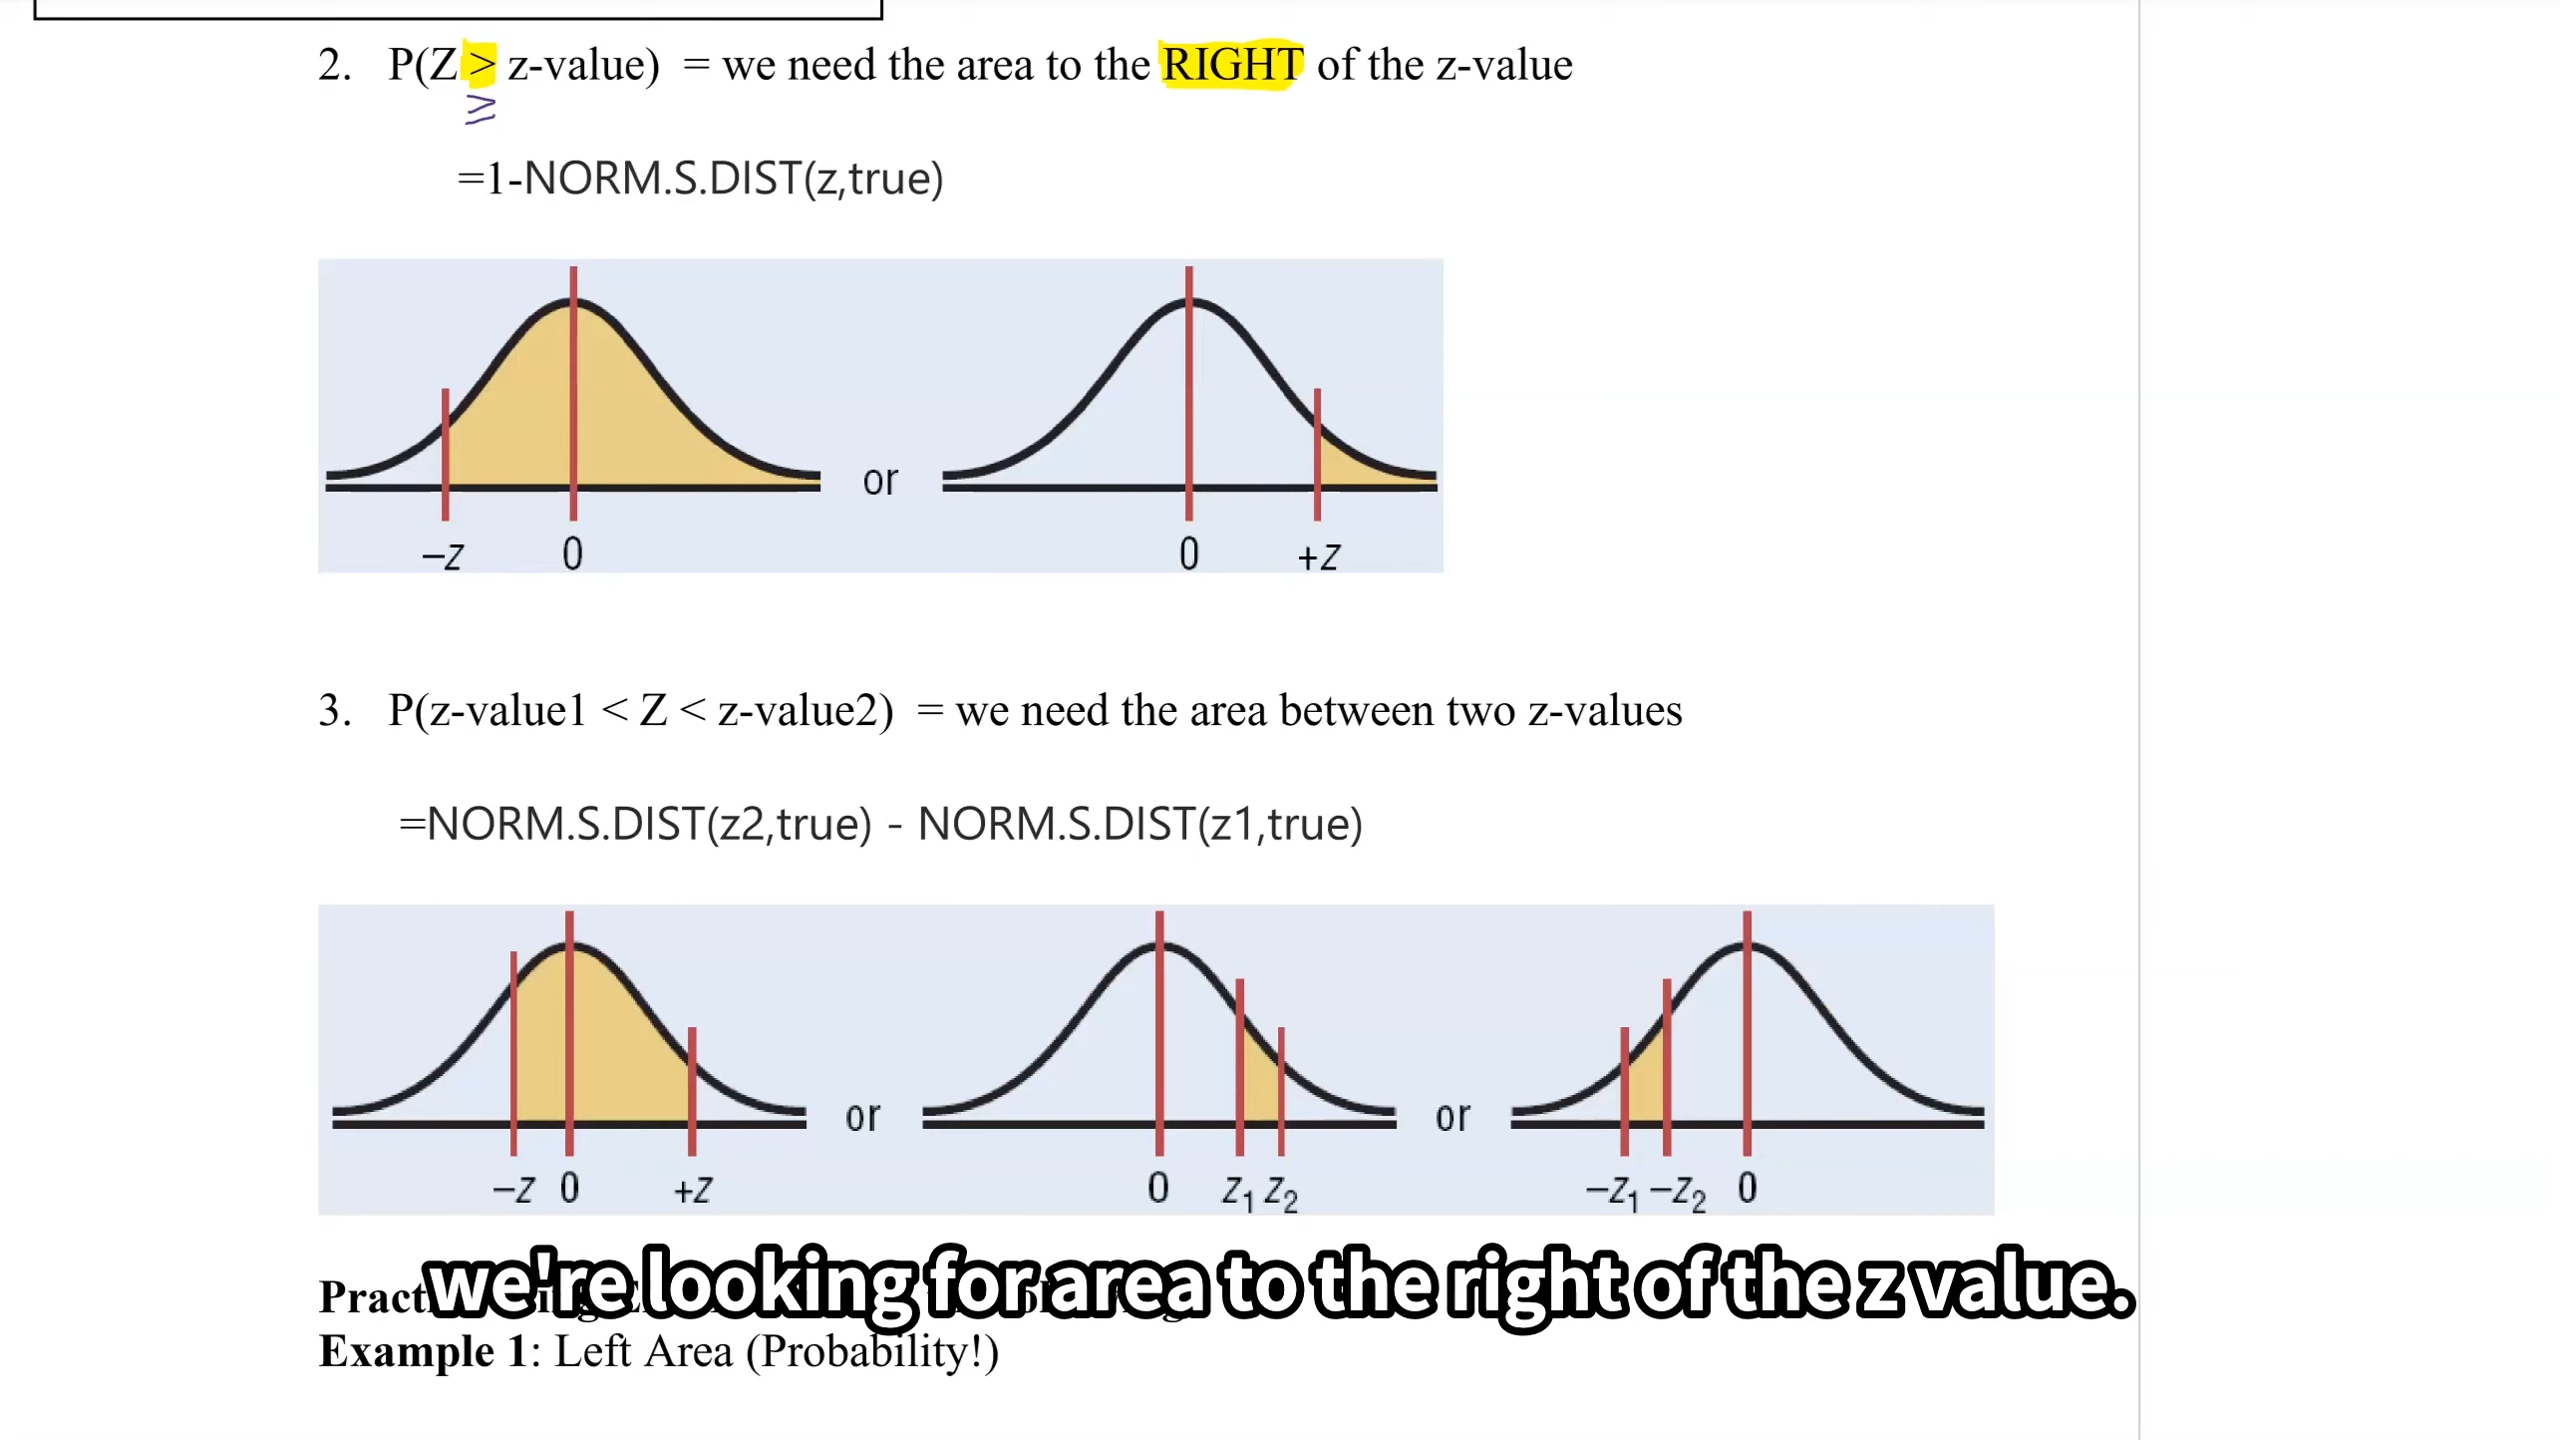 2. P(Z > z-value) = we need the area to the RIGHT of the z-value
≥
=1-NORM.S.DIST(z,true)
or
–z 0 0 +z
3. P(z-value1 < Z < z-value2) = we need the area between two z-values
=NORM.S.DIST(z2,true) - NORM.S.DIST(z1,true)
or or
–z 0 +z 0 z1 z2 –z1 –z2 0
we're looking for area to the right of the z value.
Example 1: Left Area (Probability!)